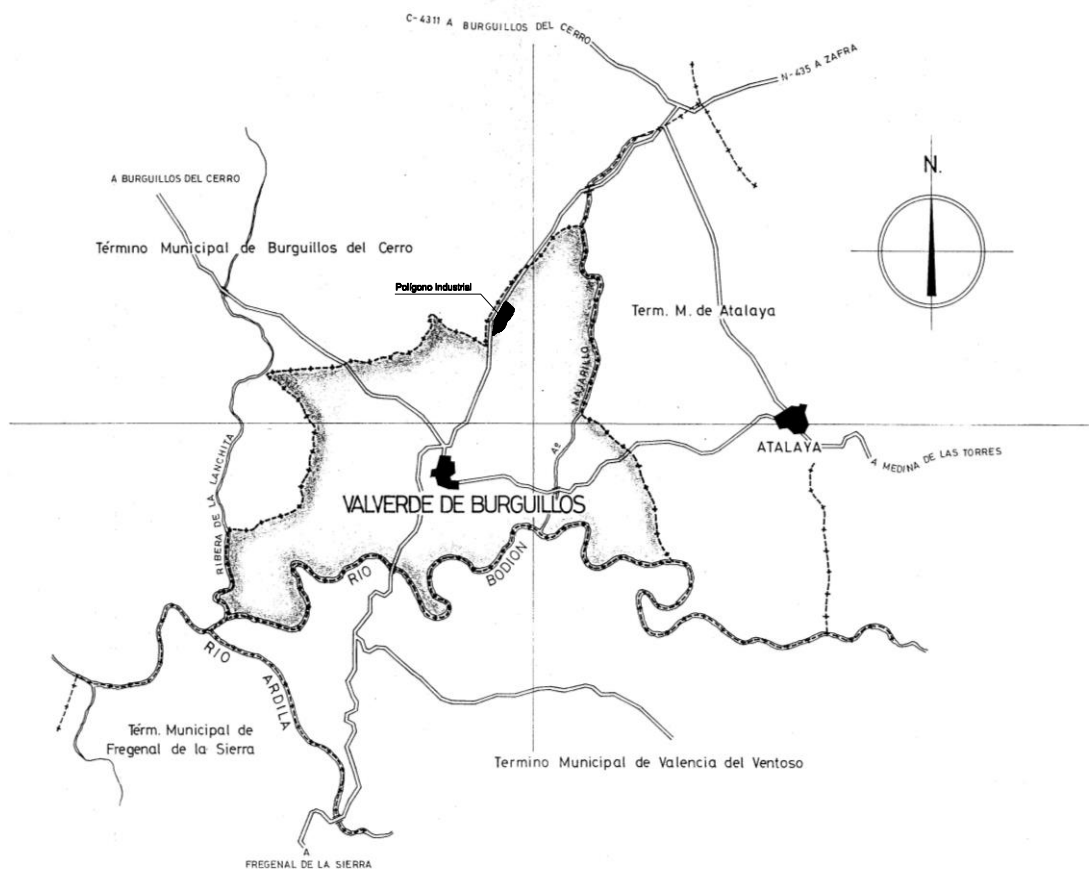 C-4311 A BURGUILLOS DEL CERRO
N-435 A ZAFRA
N.
A BURGUILLOS DEL CERRO
Término Municipal de Burguillos del Cerro
Polígono Industrial
Term. M. de Atalaya
NAJARILLO
Aº
ATALAYA
A MEDINA DE LAS TORRES
RIBERA DE LA LANCHITA
VALVERDE DE BURGUILLOS
RIO
BODION
RIO
ARDILA
Térm. Municipal de
Fregenal de la Sierra
Termino Municipal de Valencia del Ventoso
A
FREGENAL DE LA SIERRA